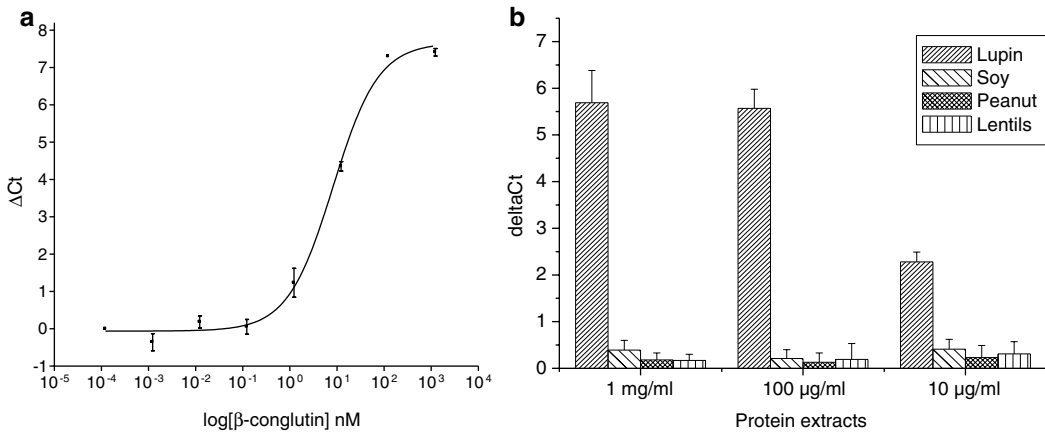 a
8
7
6
5
4
3
2
1
0
-1
ΔCt
10⁻⁵ 10⁻⁴ 10⁻³ 10⁻² 10⁻¹ 10⁰ 10¹ 10² 10³ 10⁴
log[β-conglutin] nM
b
7
6
5
4
3
2
1
0
deltaCt
Lupin
Soy
Peanut
Lentils
1 mg/ml 100 µg/ml 10 µg/ml
Protein extracts